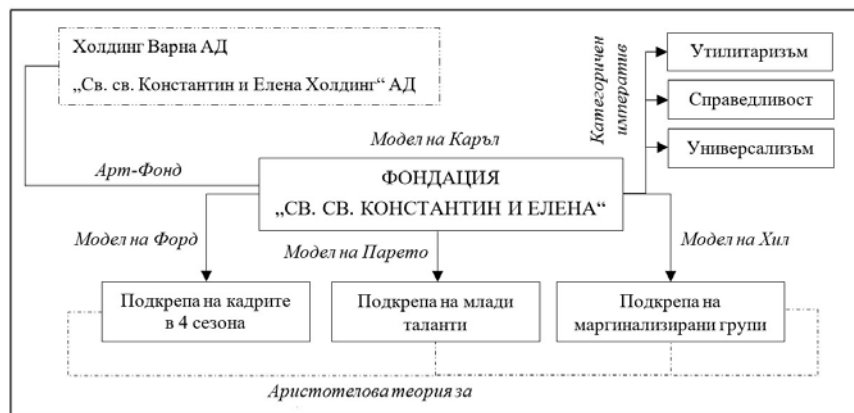 Холдинг Варна АД
„Св. св. Константин и Елена Холдинг“ АД
Категоричен
императив
Утилитаризъм
Справедливост
Универсализъм
Модел на Каръл
Арт-Фонд
ФОНДАЦИЯ
„СВ. СВ. КОНСТАНТИН И ЕЛЕНА“
Модел на Форд
Модел на Парето
Модел на Хил
Подкрепа на кадрите
в 4 сезона
Подкрепа на млади
таланти
Подкрепа на
маргинализирани групи
Аристотелова теория за